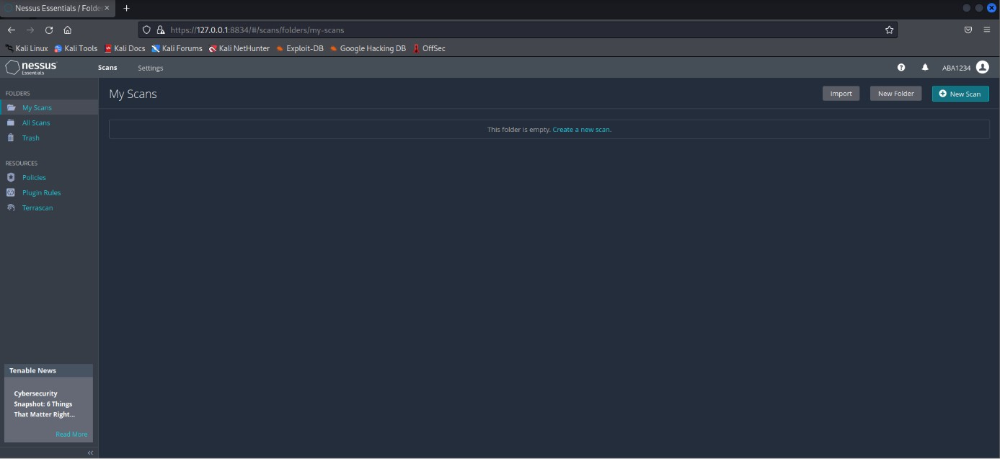 Nessus Essentials / Folde
https://127.0.0.1:8834/#/scans/folders/my-scans
Kali Linux Kali Tools Kali Docs Kali Forums Kali NetHunter Exploit-DB Google Hacking DB OffSec
nessus
Essentials
Scans Settings ABA1234
FOLDERS
My Scans
All Scans
Trash
RESOURCES
Policies
Plugin Rules
Terrascan
Tenable News
Cybersecurity
Snapshot: 6 Things
That Matter Right...
Read More
My Scans
Import New Folder New Scan
This folder is empty. Create a new scan.